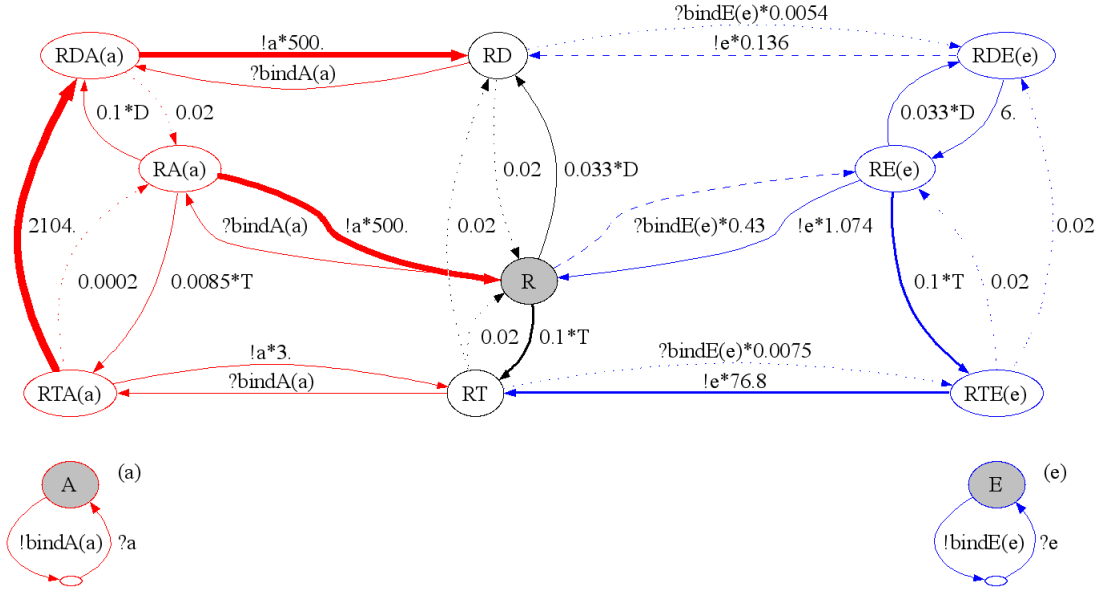 ?bindE(e)*0.0054
!a*500.
!e*0.136
RDA(a)
RD
RDE(e)
?bindA(a)
0.1*D
0.02
0.033*D
6.
RA(a)
0.02
0.033*D
RE(e)
2104.
?bindA(a)
!a*500.
0.02
?bindE(e)*0.43
!e*1.074
0.02
0.0002
0.0085*T
R
0.1*T
0.02
0.02
0.1*T
!a*3.
?bindE(e)*0.0075
?bindA(a)
!e*76.8
RTA(a)
RT
RTE(e)
A
(a)
E
(e)
!bindA(a)
?a
!bindE(e)
?e